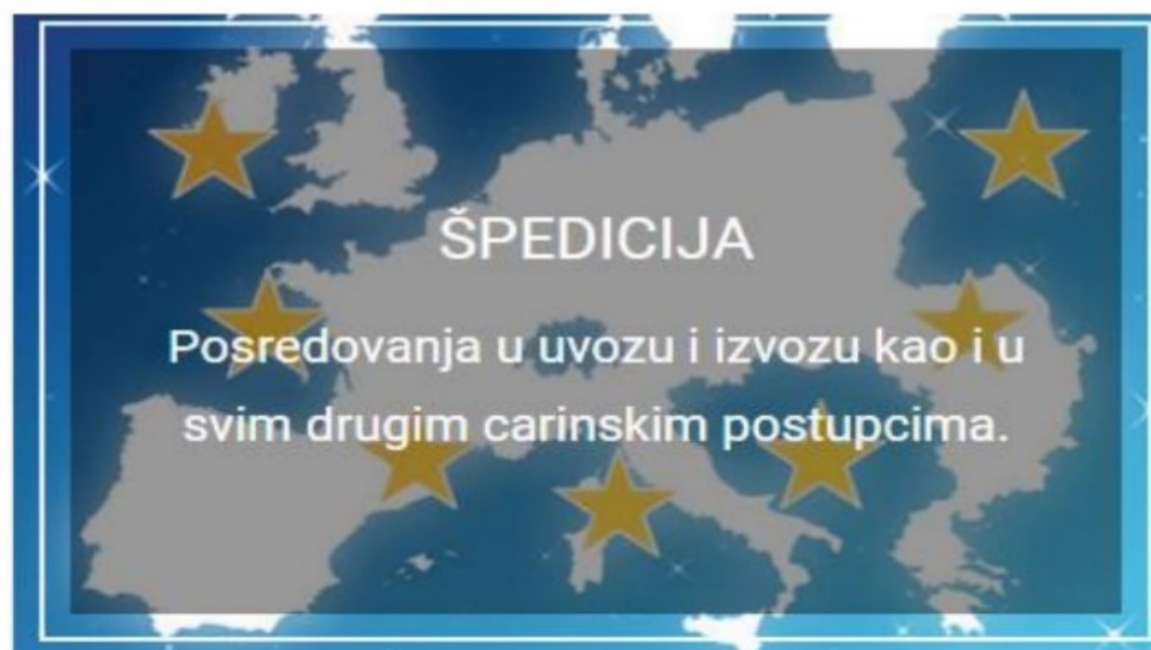 ŠPEDICIJA
Posredovanja u uvozu i izvozu kao i u
svim drugim carinskim postupcima.